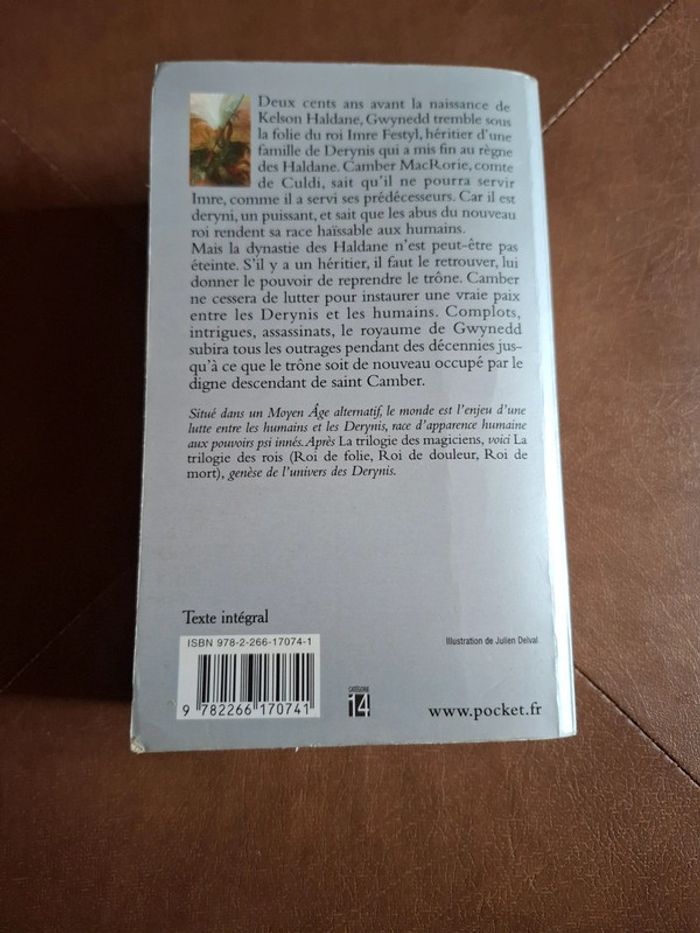 Deux cents ans avant la naissance de
Kelson Haldane, Gwynedd tremble sous
la folie du roi Imre Festyl, héritier d'une
famille de Derynis qui a mis fin au règne
des Haldane. Camber MacRorie, comte
de Culdi, sait qu'il ne pourra servir
Imre, comme il a servi ses prédécesseurs. Car il est
deryni, un puissant, et sait que les abus du nouveau
roi rendent sa race haïssable aux humains.
Mais la dynastie des Haldane n'est peut-être pas
éteinte. S'il y a un héritier, il faut le retrouver, lui
donner le pouvoir de reprendre le trône. Camber
ne cessera de lutter pour instaurer une vraie paix
entre les Derynis et les humains. Complots,
intrigues, assassinats, le royaume de Gwynedd
subira tous les outrages pendant des décennies jus-
qu'à ce que le trône soit de nouveau occupé par le
digne descendant de saint Camber.
Situé dans un Moyen Âge alternatif, le monde est l'enjeu d'une
lutte entre les humains et les Derynis, race d'apparence humaine
aux pouvoirs psi innés. Après La trilogie des magiciens, voici La
trilogie des rois (Roi de folie, Roi de douleur, Roi de
mort), genèse de l'univers des Derynis.
Texte intégral
ISBN 978-2-266-17074-1
Illustration de Julien Delval
9 782266 170741
CATÉGORIE
14
www.pocket.fr